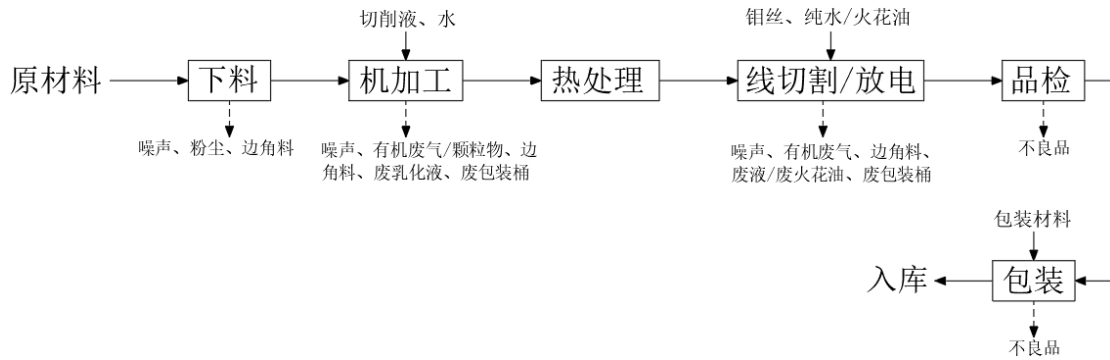 切削液、水
钼丝、纯水/火花油
原材料
下料
机加工
热处理
线切割/放电
品检
噪声、粉尘、边角料
噪声、有机废气/颗粒物、边
角料、废乳化液、废包装桶
噪声、有机废气、边角料、
废液/废火花油、废包装桶
不良品
包装材料
入库
包装
不良品